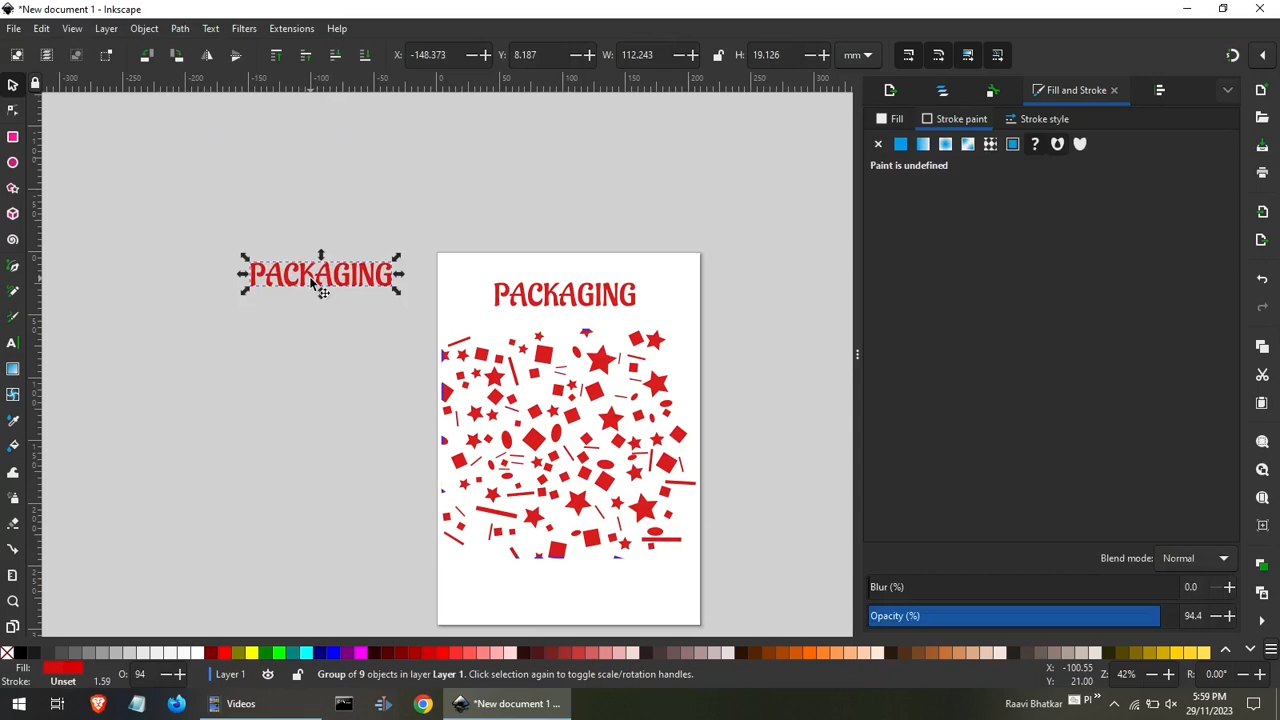 *New document 1 - Inkscape
File Edit View Layer Object Path Text Filters Extensions Help
X: -148.373 Y: 8.187 W: 112.243 H: 19.126 mm
Fill and Stroke
Fill Stroke paint Stroke style
Paint is undefined
PACKAGING
PACKAGING
Blend mode: Normal
Blur (%) 0.0
Opacity (%) 94.4
Fill:
Stroke: Unset 1.59
O: 94
Layer 1
Group of 9 objects in layer Layer 1. Click selection again to toggle scale/rotation handles.
X: -100.55
Y: 21.00
Z: 42%
R: 0.00°
Videos
*New document 1 ...
Raavi Bhatkar
5:59 PM
29/11/2023